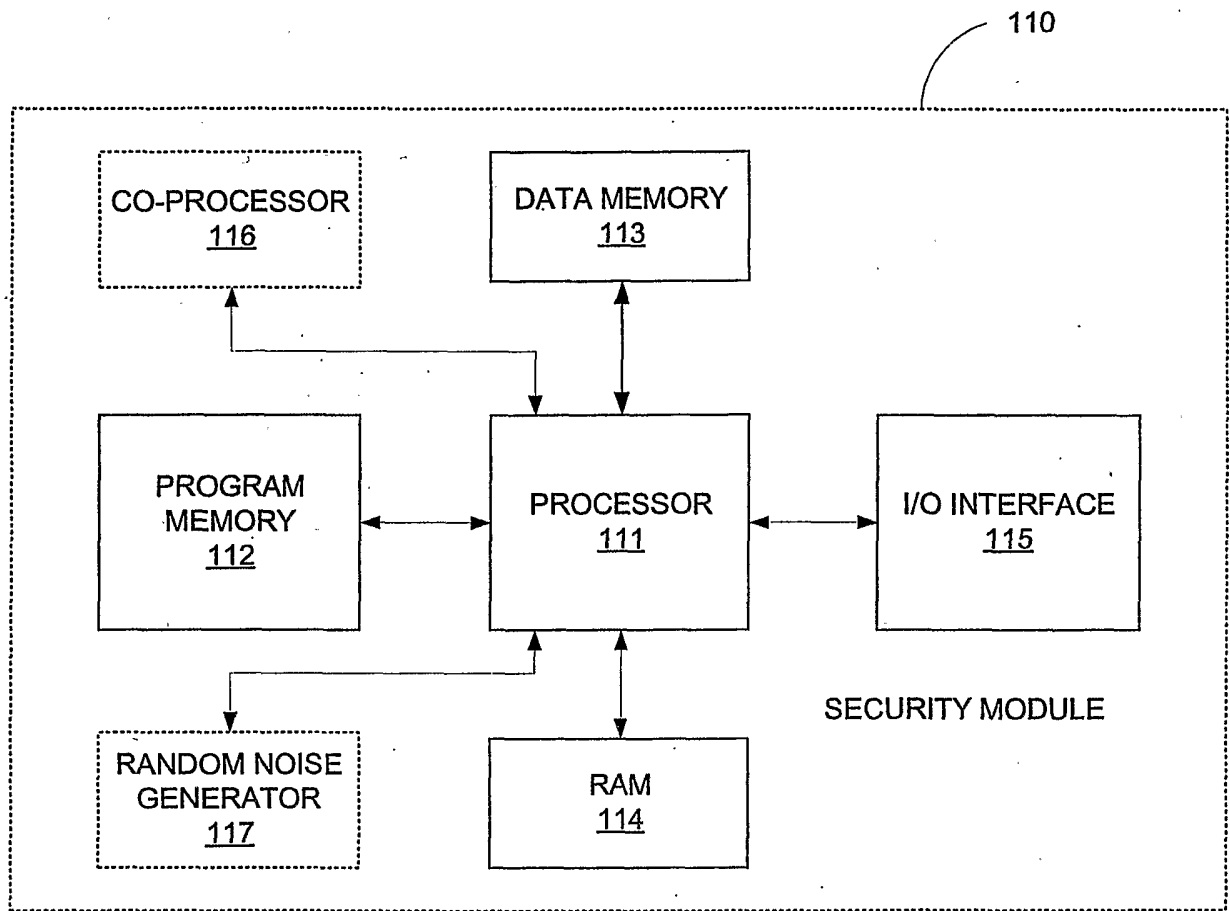 110
CO-PROCESSOR
116
DATA MEMORY
113
PROGRAM
MEMORY
112
PROCESSOR
111
I/O INTERFACE
115
SECURITY MODULE
RANDOM NOISE
GENERATOR
117
RAM
114